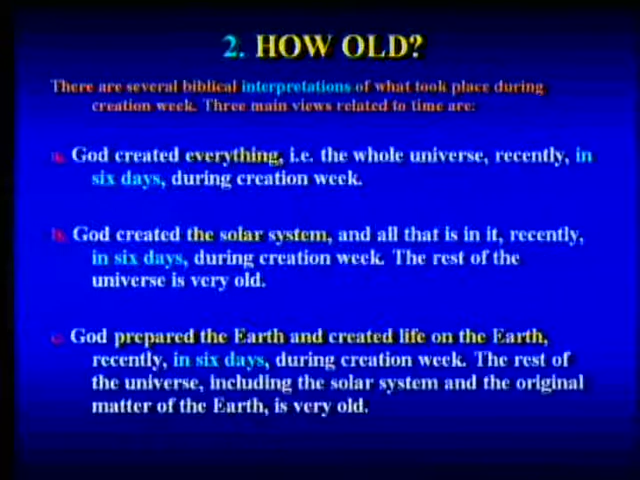 2. HOW OLD?
There are several biblical interpretations of what took place during
creation week. Three main views related to time are:
a. God created everything, i.e. the whole universe, recently, in
six days, during creation week.
b. God created the solar system, and all that is in it, recently,
in six days, during creation week. The rest of the
universe is very old.
c. God prepared the Earth and created life on the Earth,
recently, in six days, during creation week. The rest of
the universe, including the solar system and the original
matter of the Earth, is very old.